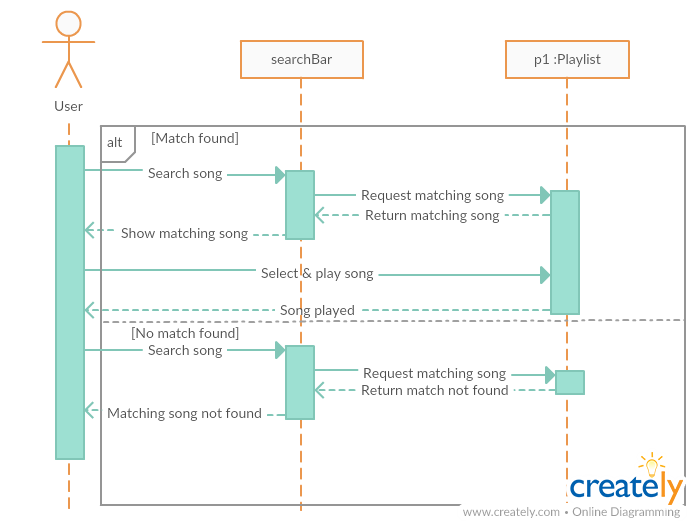 searchBar
p1 :Playlist
User
alt
[Match found]
Search song
Request matching song
Return matching song
Show matching song
Select & play song
Song played
[No match found]
Search song
Request matching song
Return match not found
Matching song not found
creately
www.creately.com • Online Diagramming